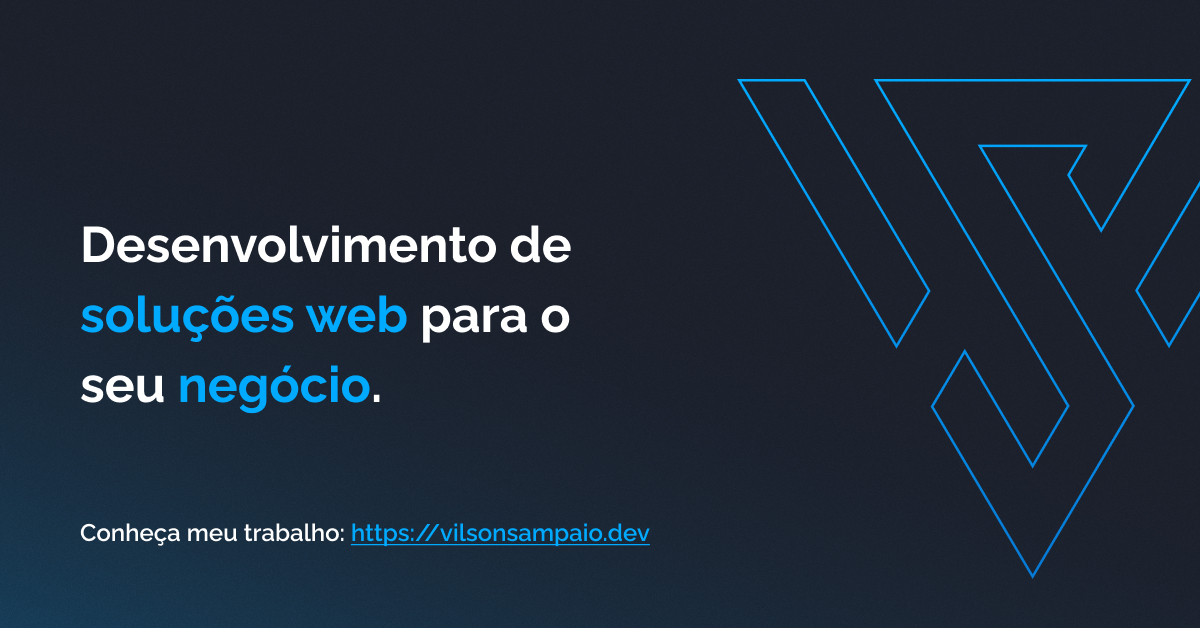 Desenvolvimento de
soluções web para o
seu negócio.
Conheça meu trabalho: https://vilsonsampaio.dev